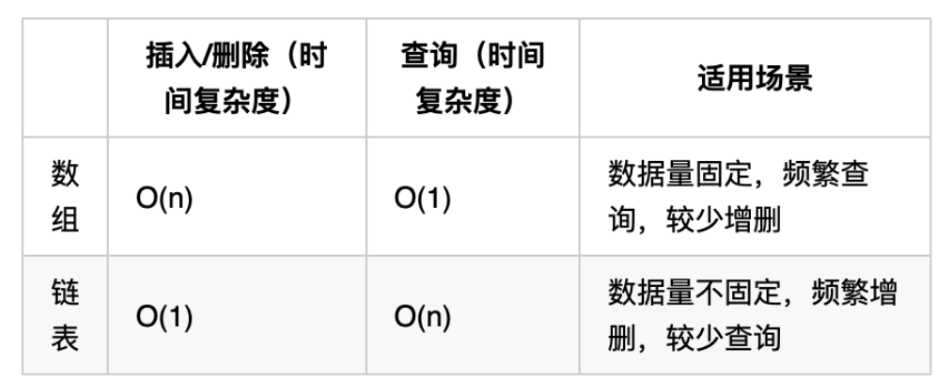 插入/删除（时
间复杂度）
查询（时间
复杂度）
适用场景
数
组
O(n)
O(1)
数据量固定，频繁查
询，较少增删
链
表
O(1)
O(n)
数据量不固定，频繁增
删，较少查询